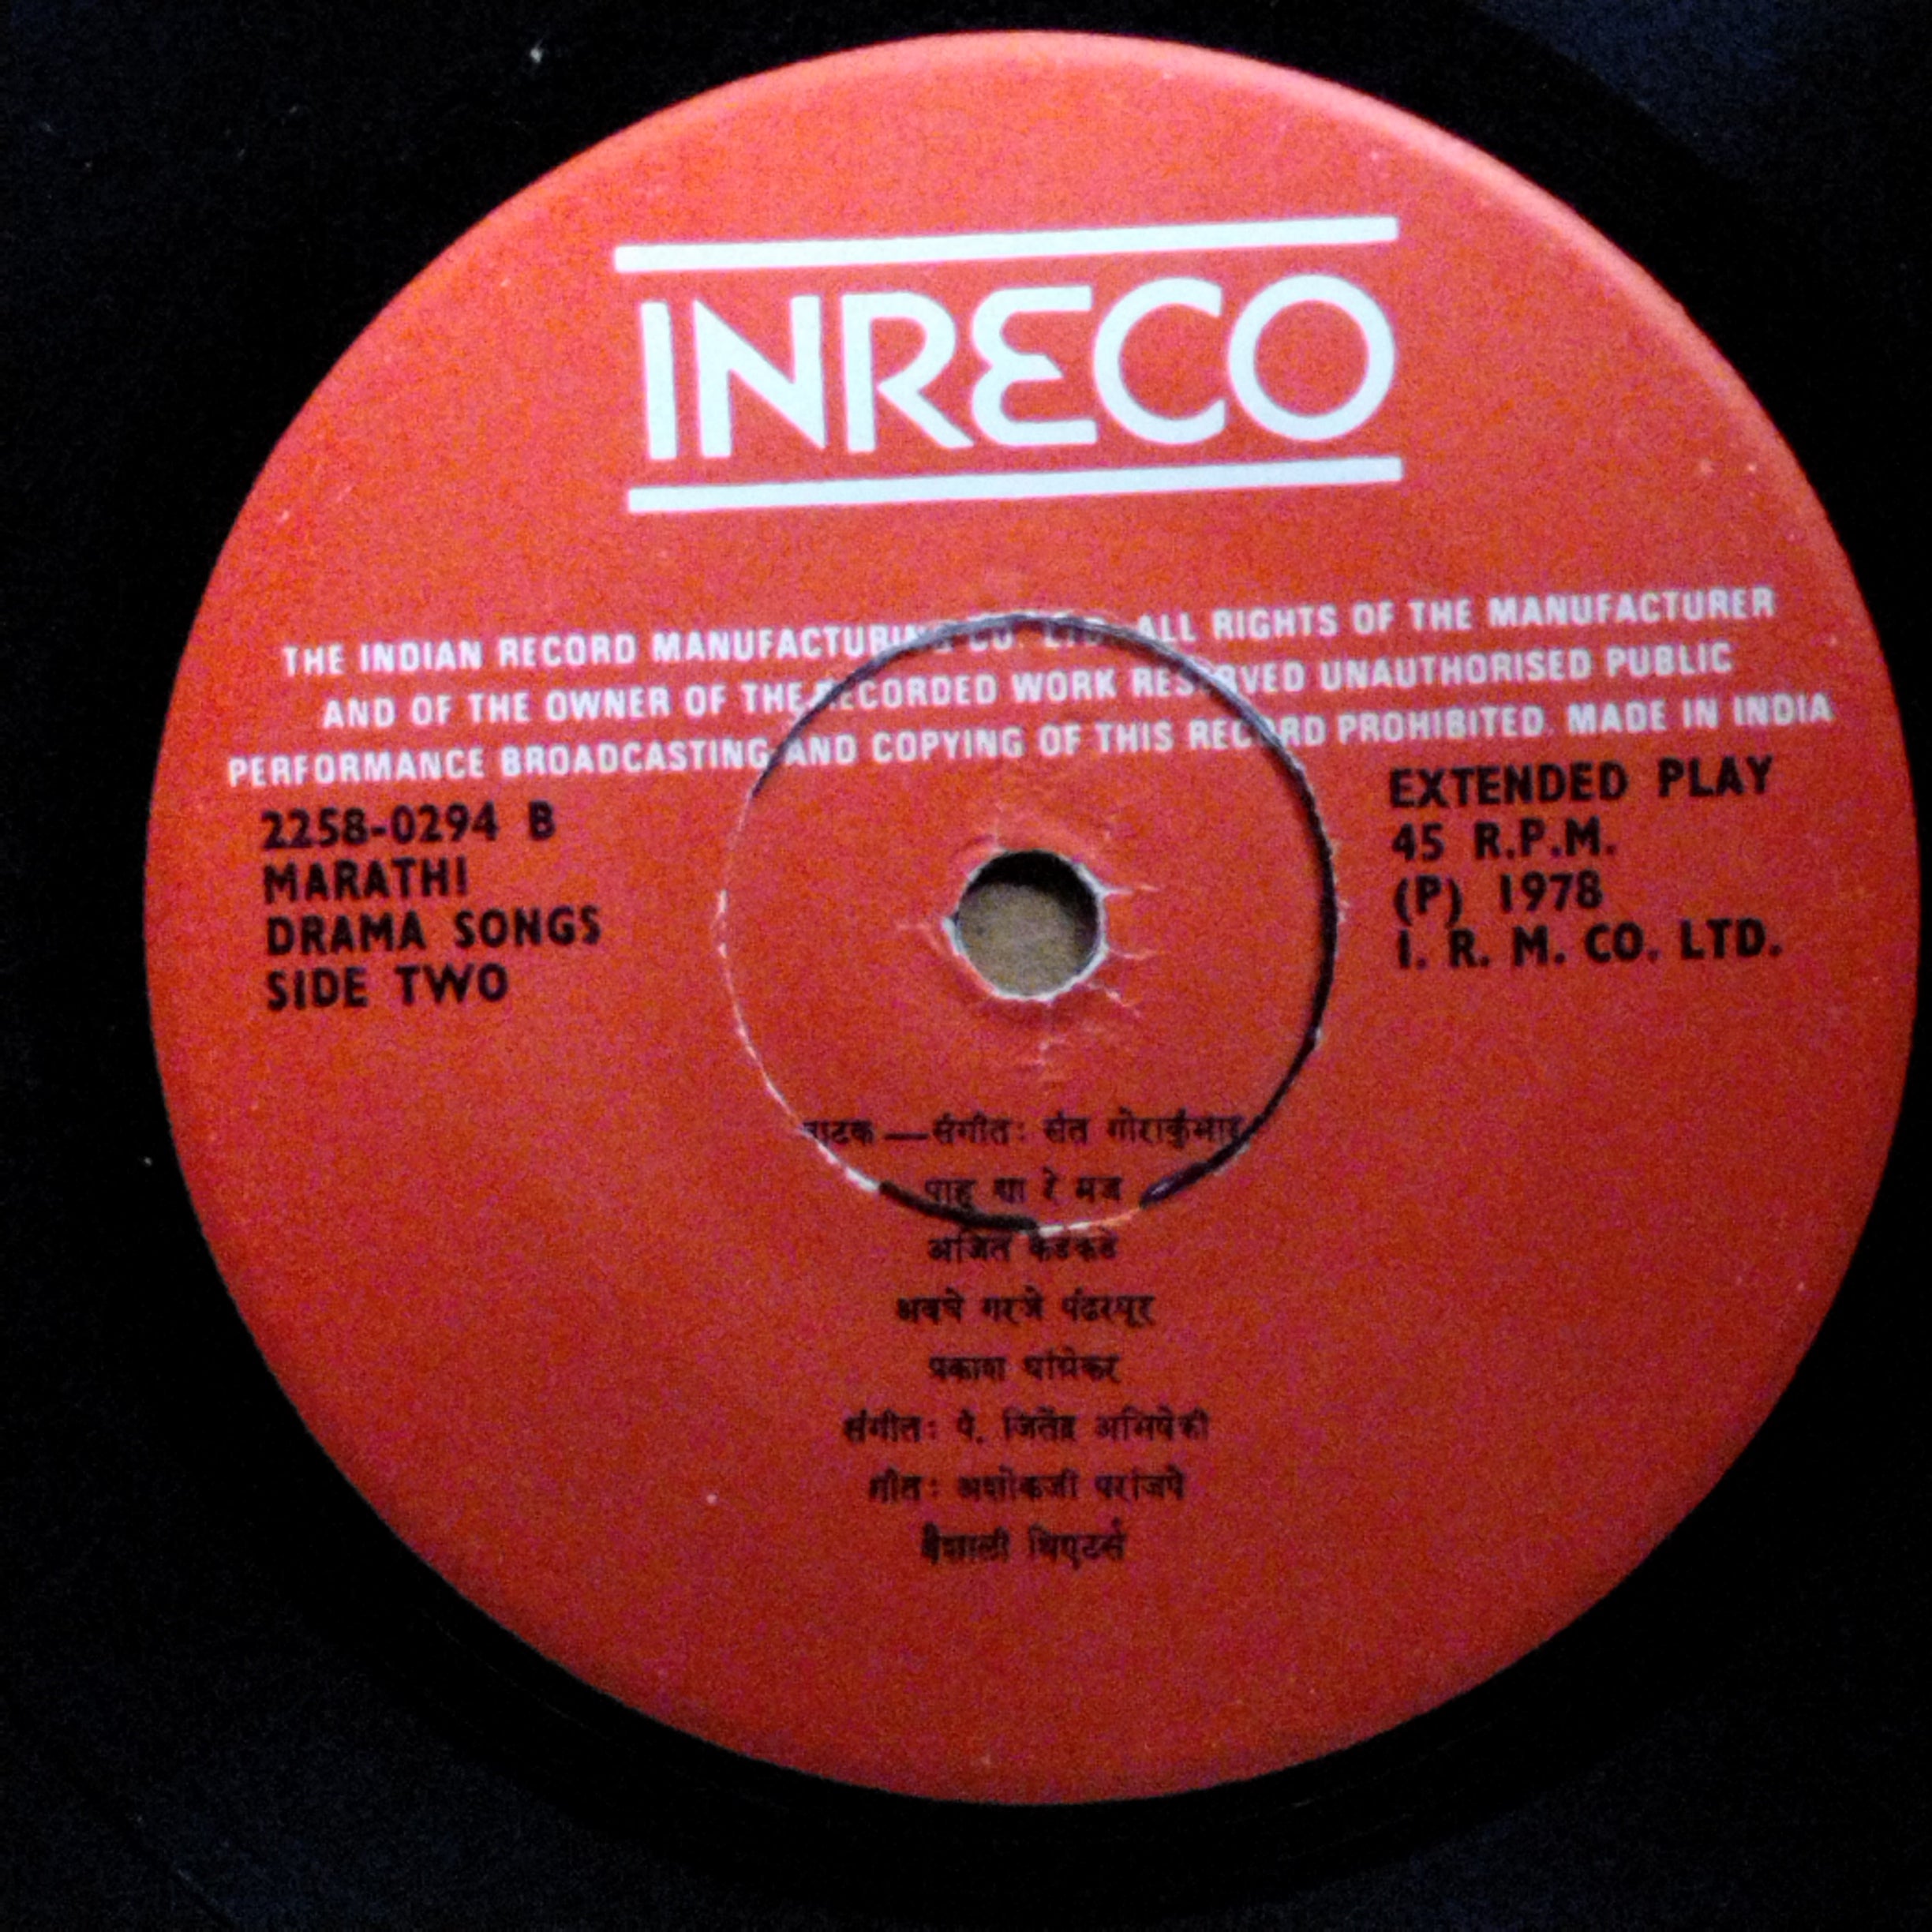 INRECO
THE INDIAN RECORD MANUFACTURING CO. LTD. ALL RIGHTS OF THE MANUFACTURER
AND OF THE OWNER OF THE RECORDED WORK RESERVED UNAUTHORISED PUBLIC
PERFORMANCE BROADCASTING AND COPYING OF THIS RECORD PROHIBITED. MADE IN INDIA
2258-0294 B
MARATHI
DRAMA SONGS
SIDE TWO
EXTENDED PLAY
45 R.P.M.
(P) 1978
I. R. M. CO. LTD.
नाटक — संगीत: संत गोराकुंभार
पाहू द्या रे मज
अजित कडकडे
अवघे गरजे पंढरपूर
प्रकाश घांग्रेकर
संगीत: पं. जितेंद्र अभिषेकी
गीत: अशोकजी परांजपे
वैशाली थिएटर्स